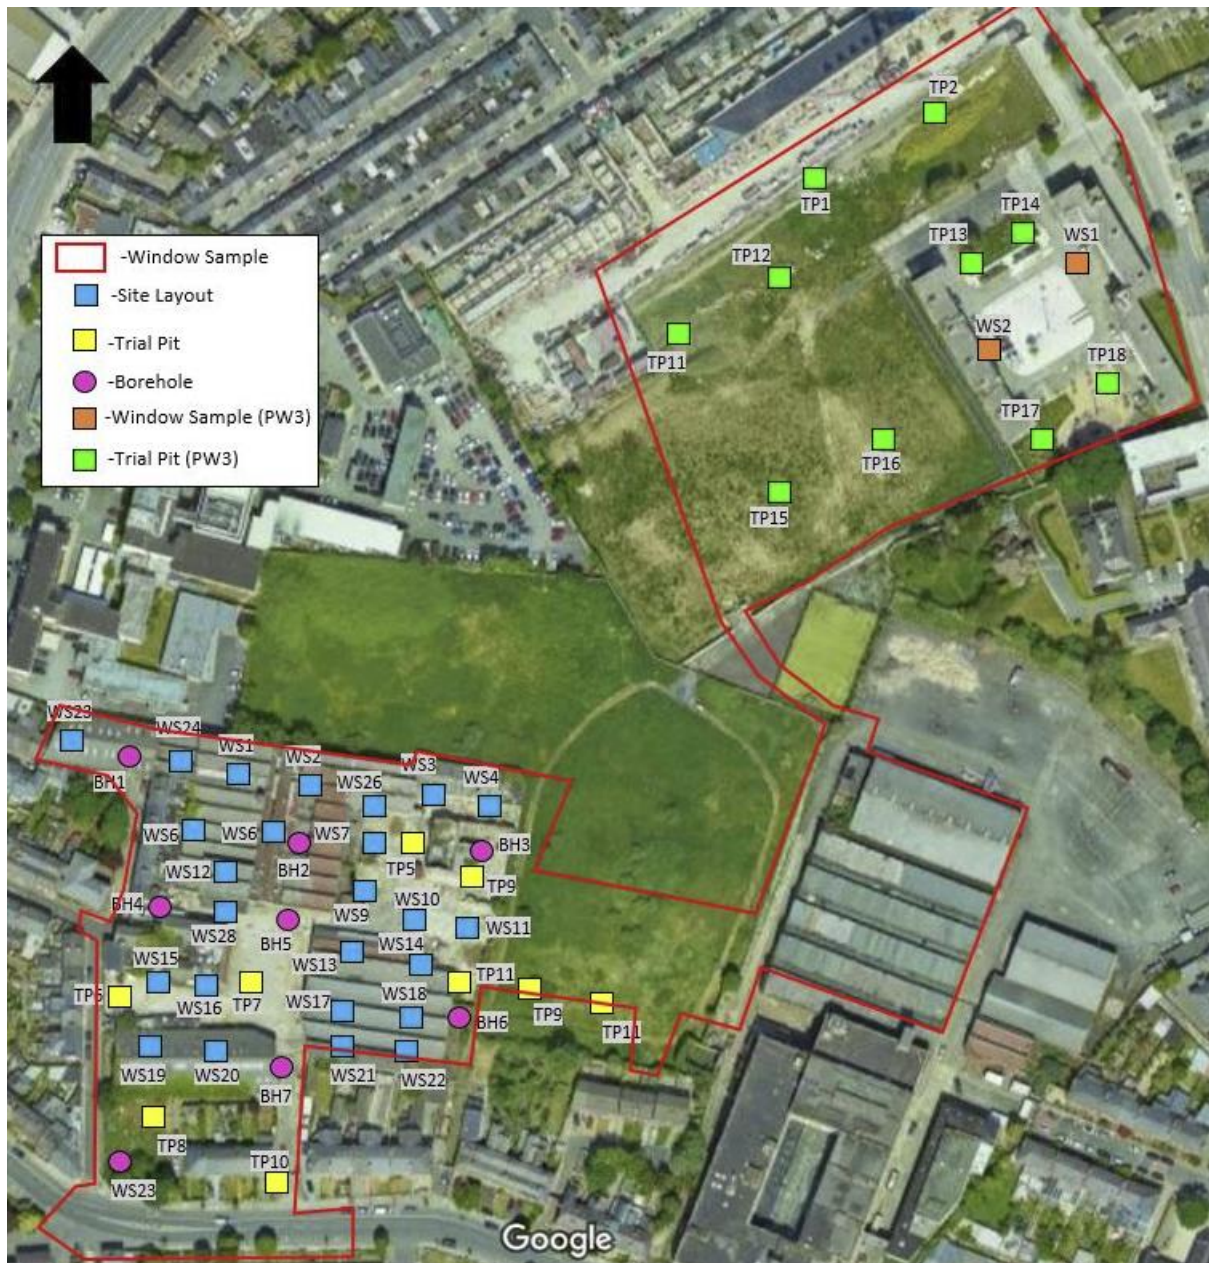 TP2
TP1
TP14
TP13
WS1
TP12
-Window Sample
-Site Layout
-Trial Pit
-Borehole
-Window Sample (PW3)
-Trial Pit (PW3)
WS2
TP11
TP18
TP17
TP16
TP15
WS23
WS24
WS1
WS2
WS3
BH1
WS26
WS4
WS6
WS6
WS7
BH2
TP5
BH3
WS12
TP9
BH4
WS9
WS10
WS28
BH5
WS11
WS14
WS13
WS15
TP11
TP6
WS16
TP7
WS17
WS18
TP9
TP11
BH6
WS19
WS20
WS21
WS22
BH7
TP8
TP10
WS23
Google